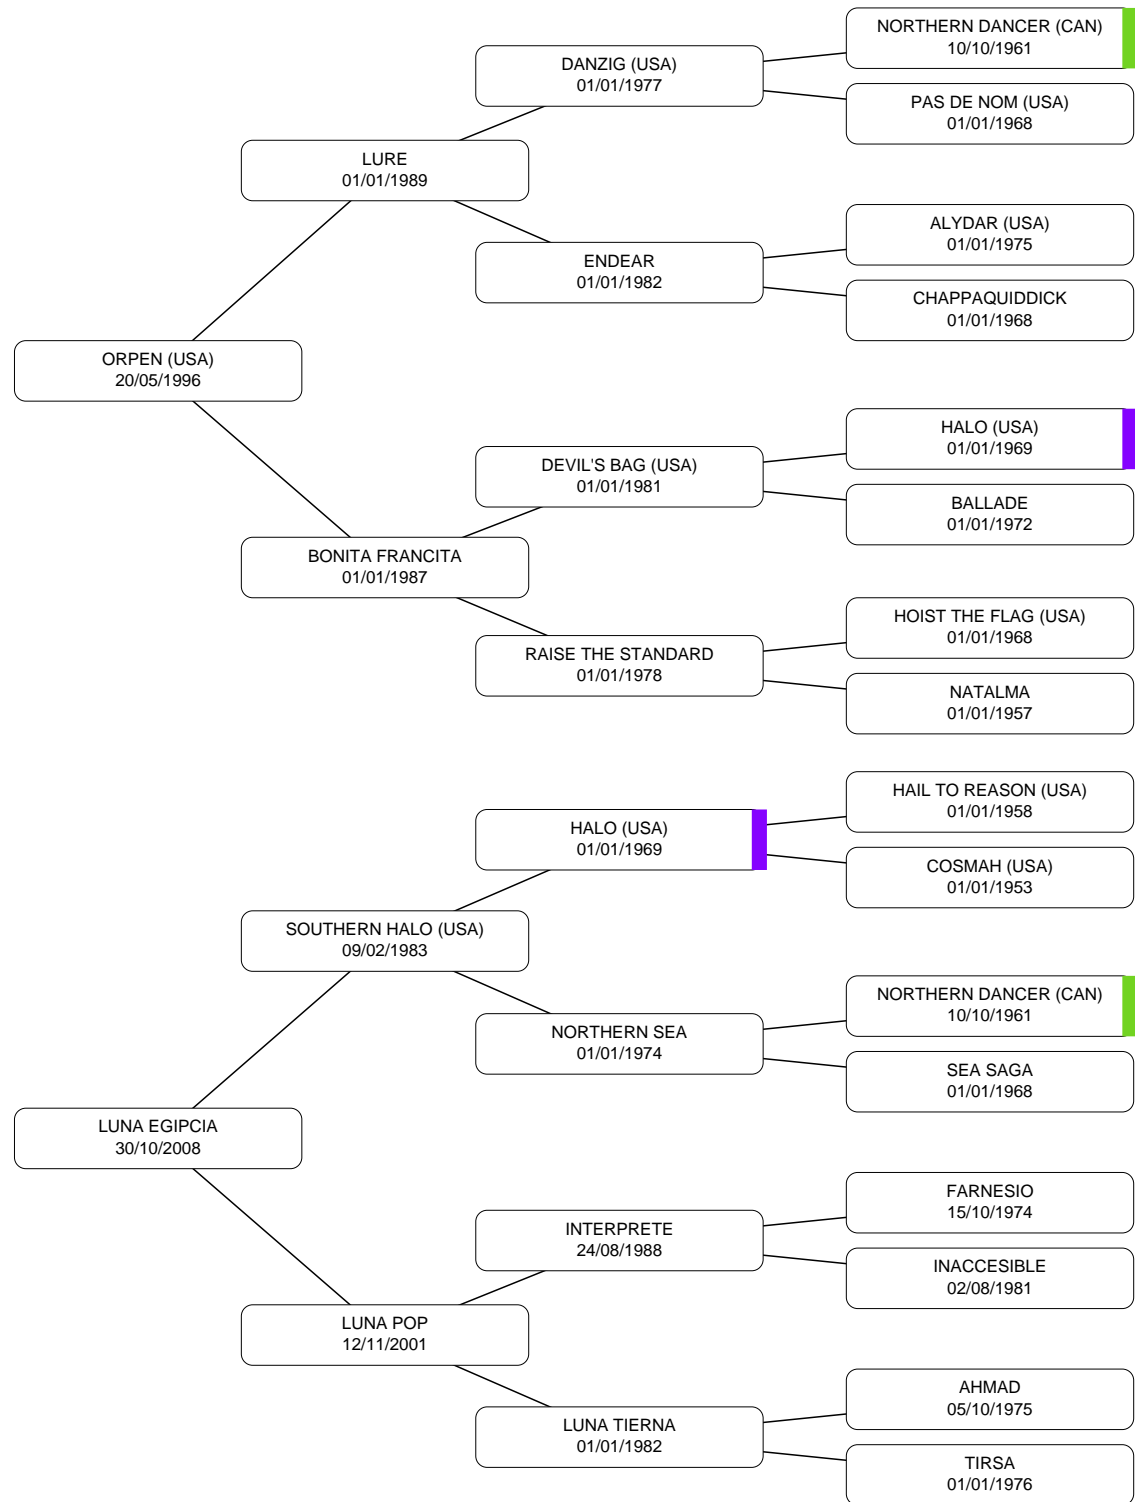 NORTHERN DANCER (CAN)
10/10/1961
DANZIG (USA)
01/01/1977
PAS DE NOM (USA)
01/01/1968
LURE
01/01/1989
ALYDAR (USA)
01/01/1975
ENDEAR
01/01/1982
CHAPPAQUIDDICK
01/01/1968
ORPEN (USA)
20/05/1996
HALO (USA)
01/01/1969
DEVIL'S BAG (USA)
01/01/1981
BALLADE
01/01/1972
BONITA FRANCITA
01/01/1987
HOIST THE FLAG (USA)
01/01/1968
RAISE THE STANDARD
01/01/1978
NATALMA
01/01/1957
HAIL TO REASON (USA)
01/01/1958
HALO (USA)
01/01/1969
COSMAH (USA)
01/01/1953
SOUTHERN HALO (USA)
09/02/1983
NORTHERN DANCER (CAN)
10/10/1961
NORTHERN SEA
01/01/1974
SEA SAGA
01/01/1968
LUNA EGIPCIA
30/10/2008
FARNESIO
15/10/1974
INTERPRETE
24/08/1988
INACCESIBLE
02/08/1981
LUNA POP
12/11/2001
AHMAD
05/10/1975
LUNA TIERNA
01/01/1982
TIRSA
01/01/1976